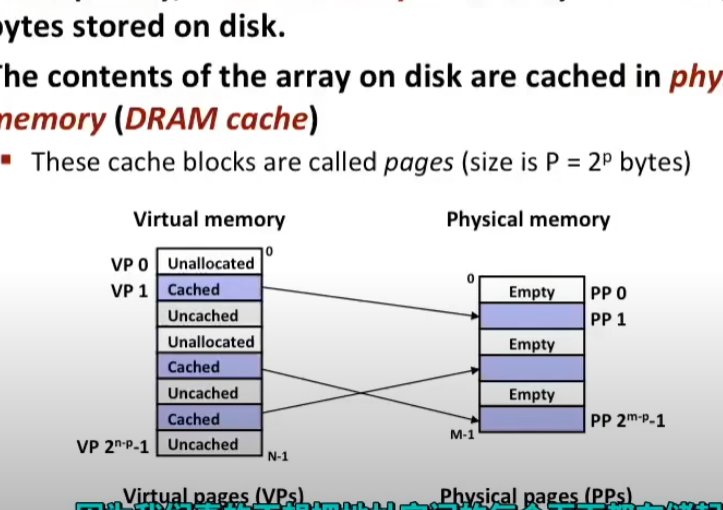 bytes stored on disk.
The contents of the array on disk are cached in phy
memory (DRAM cache)
▪ These cache blocks are called pages (size is P = 2ᵖ bytes)
Virtual memory
Physical memory
0
VP 0 Unallocated
VP 1 Cached
Uncached
Unallocated
Cached
Uncached
Cached
VP 2ⁿ⁻ᵖ-1 Uncached
N-1
0
Empty PP 0
PP 1
Empty
Empty
PP 2ᵐ⁻ᵖ-1
M-1
Virtual pages (VPs)
Physical pages (PPs)